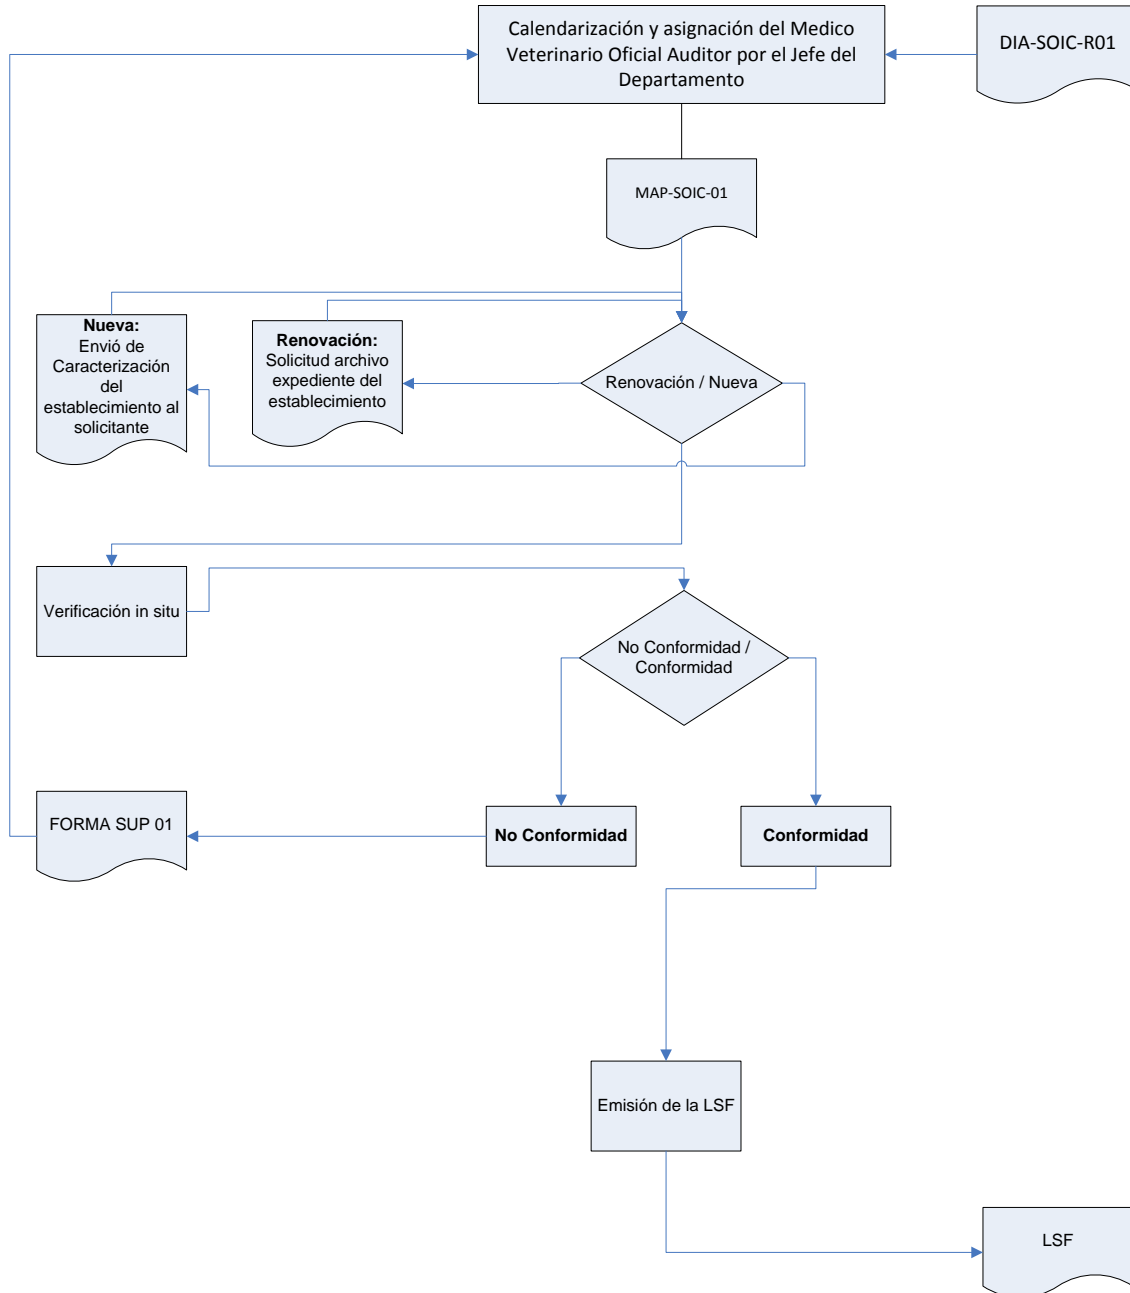 Calendarización y asignación del Medico
Veterinario Oficial Auditor por el Jefe del
Departamento
DIA-SOIC-R01
MAP-SOIC-01
Nueva:
Envió de
Caracterización
del
establecimiento al
solicitante
Renovación:
Solicitud archivo
expediente del
establecimiento
Renovación / Nueva
Verificación in situ
No Conformidad /
Conformidad
FORMA SUP 01
No Conformidad
Conformidad
Emisión de la LSF
LSF